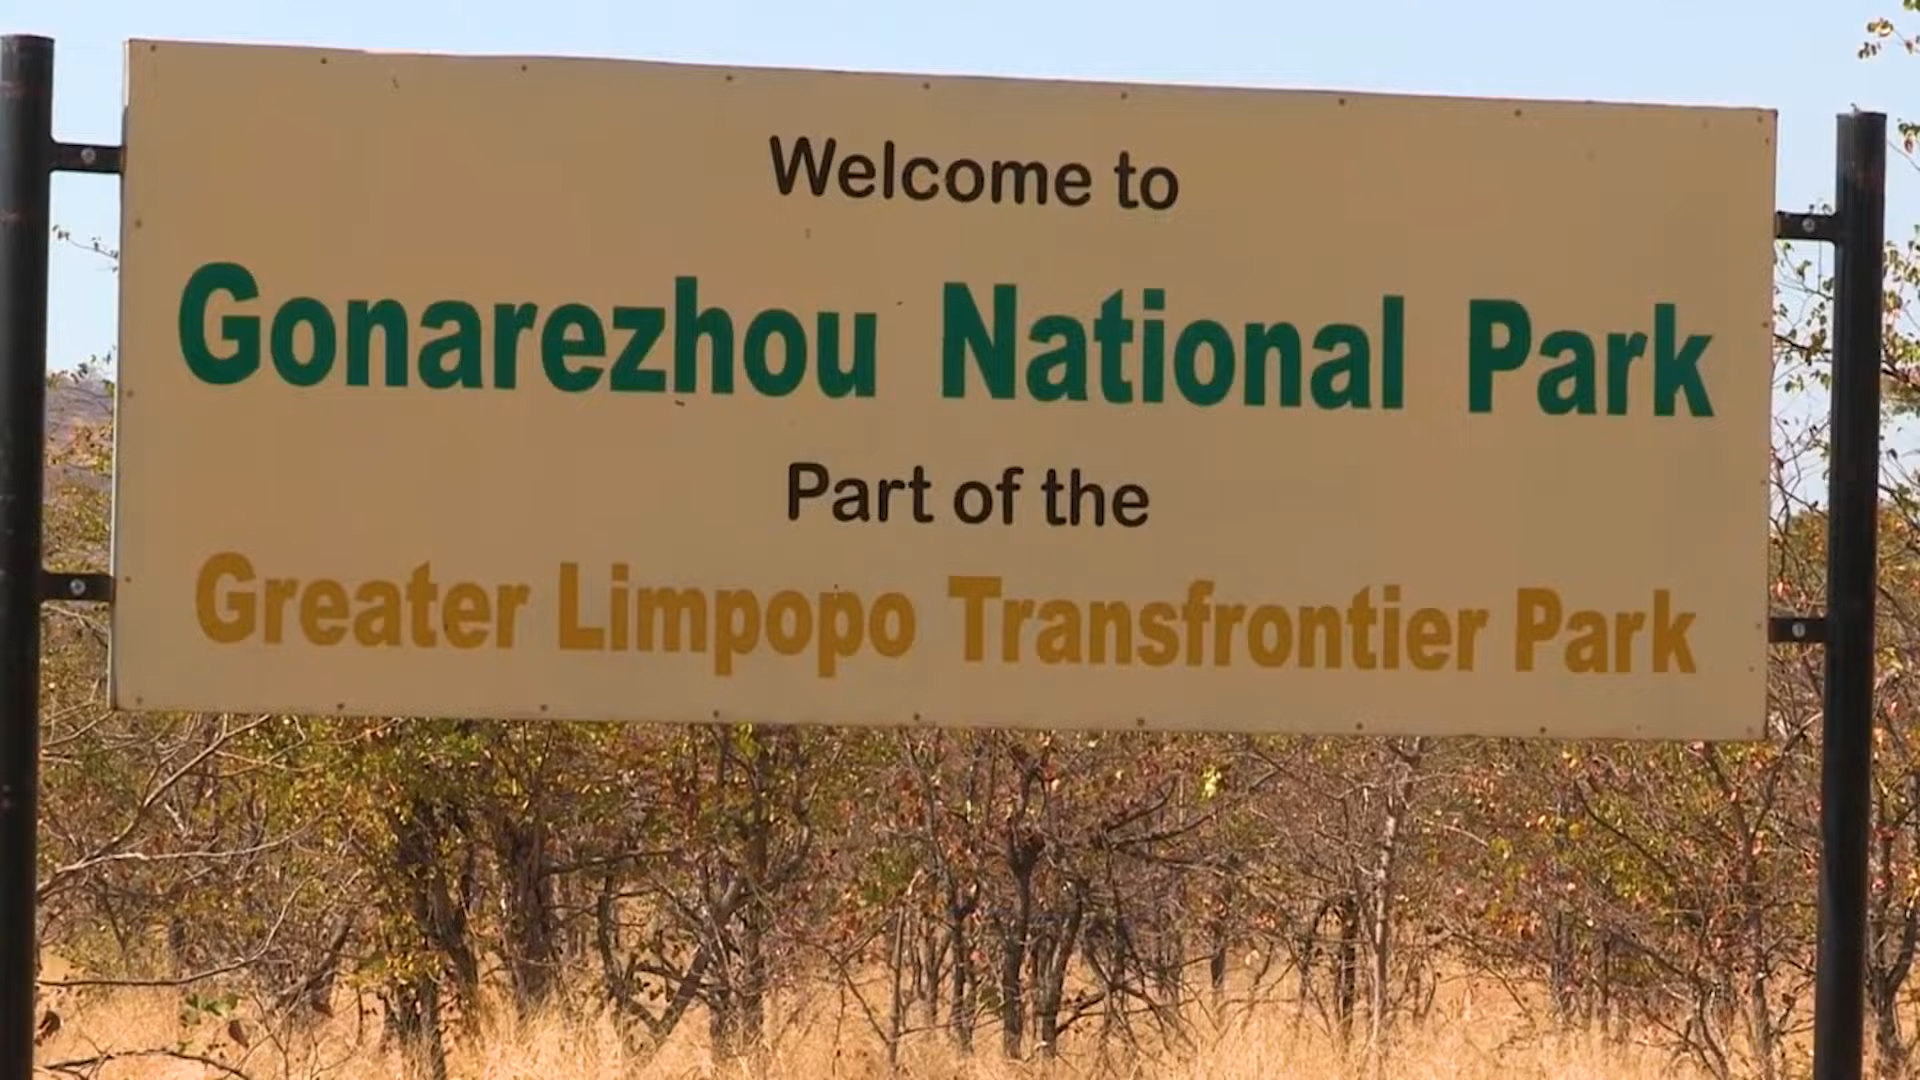 Welcome to
Gonarezhou National Park
Part of the
Greater Limpopo Transfrontier Park